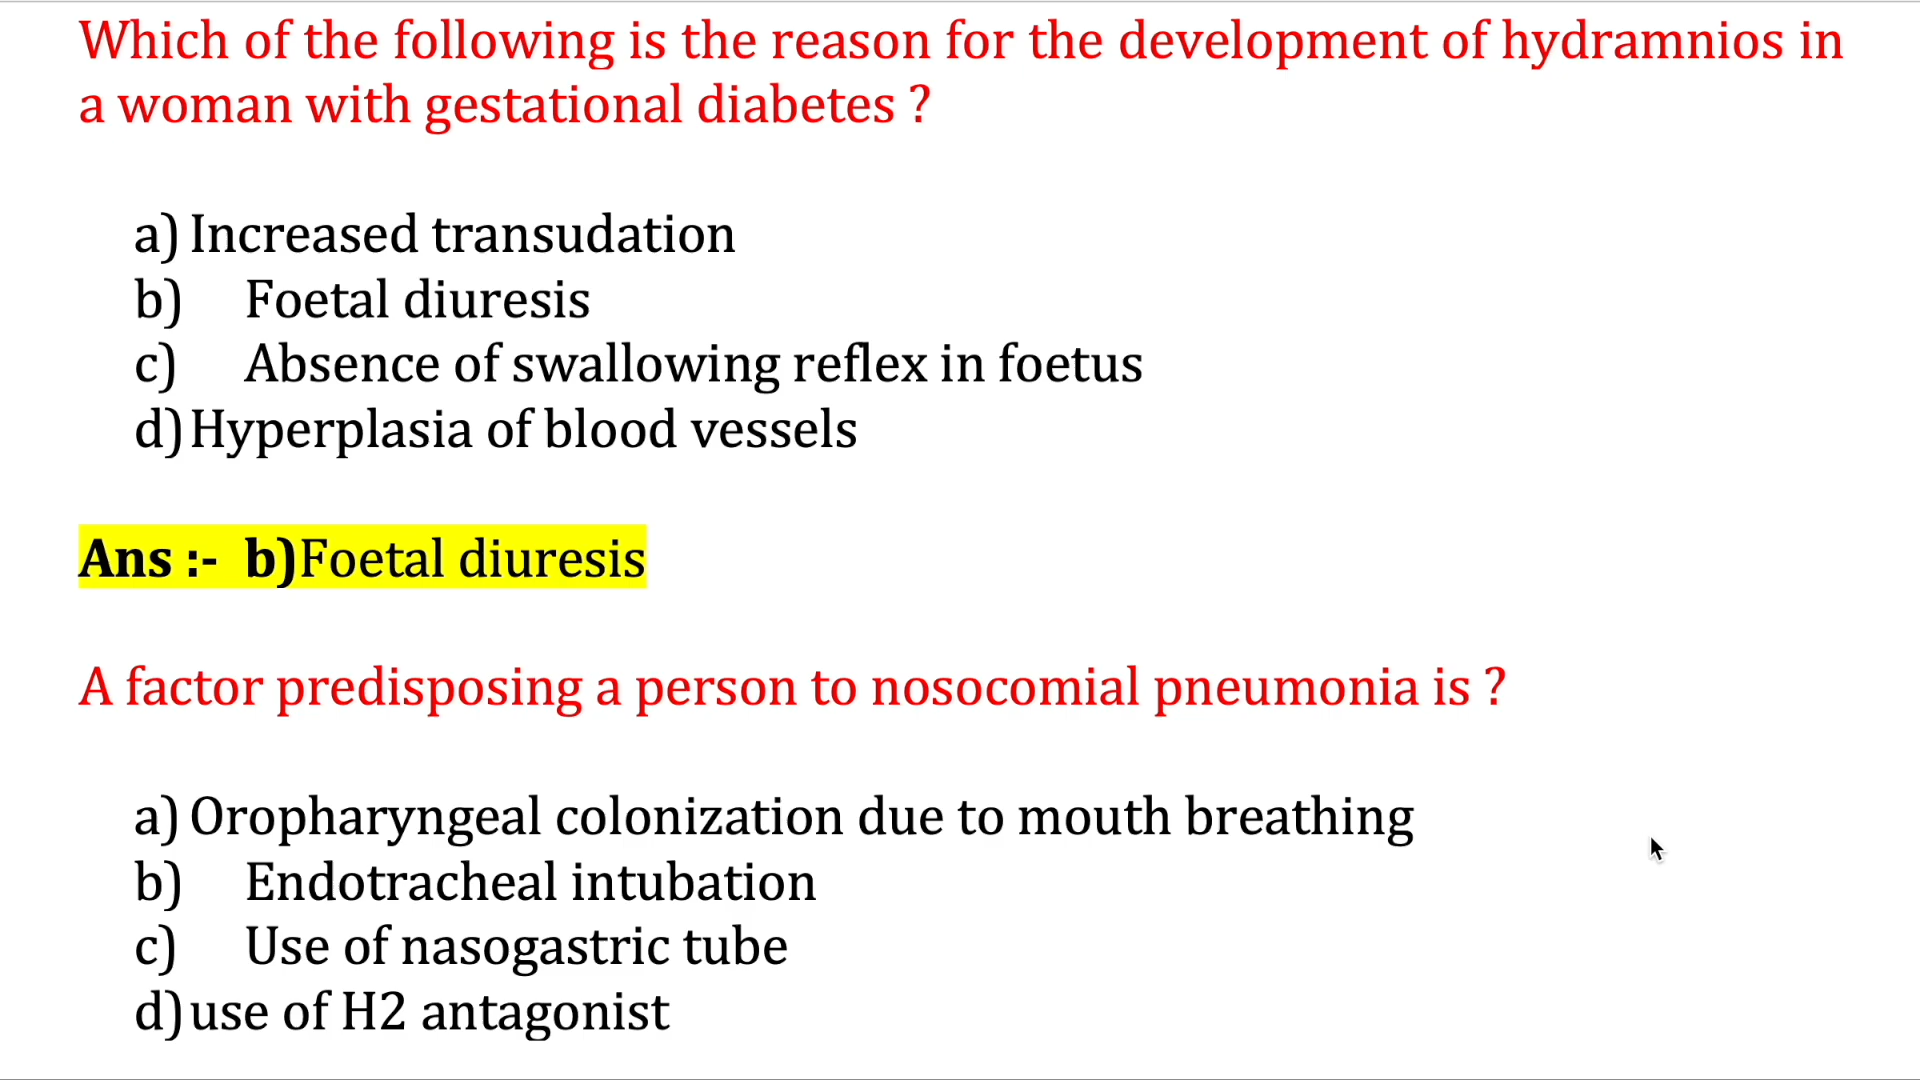 Which of the following is the reason for the development of hydramnios in
a woman with gestational diabetes ?
a) Increased transudation
b) Foetal diuresis
c) Absence of swallowing reflex in foetus
d) Hyperplasia of blood vessels
Ans :- b)Foetal diuresis
A factor predisposing a person to nosocomial pneumonia is ?
a) Oropharyngeal colonization due to mouth breathing
b) Endotracheal intubation
c) Use of nasogastric tube
d) use of H2 antagonist